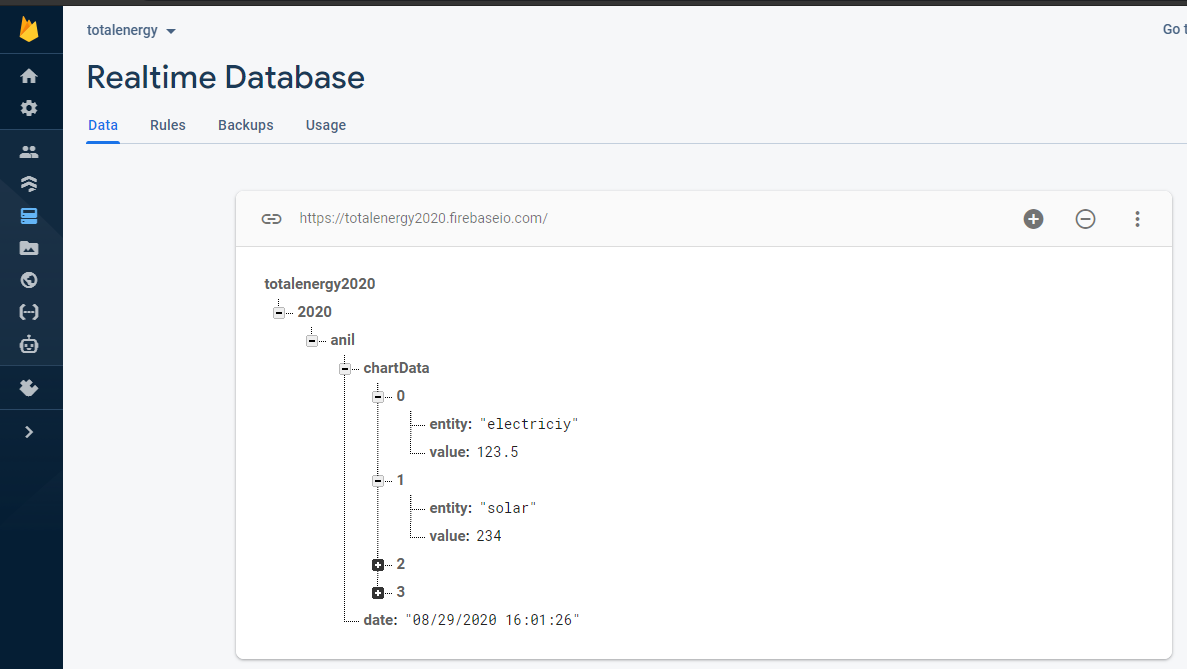 totalenergy
Go t
Realtime Database
Data Rules Backups Usage
https://totalenergy2020.firebaseio.com/
totalenergy2020
2020
anil
chartData
0
entity: "electriciy"
value: 123.5
1
entity: "solar"
value: 234
2
3
date: "08/29/2020 16:01:26"